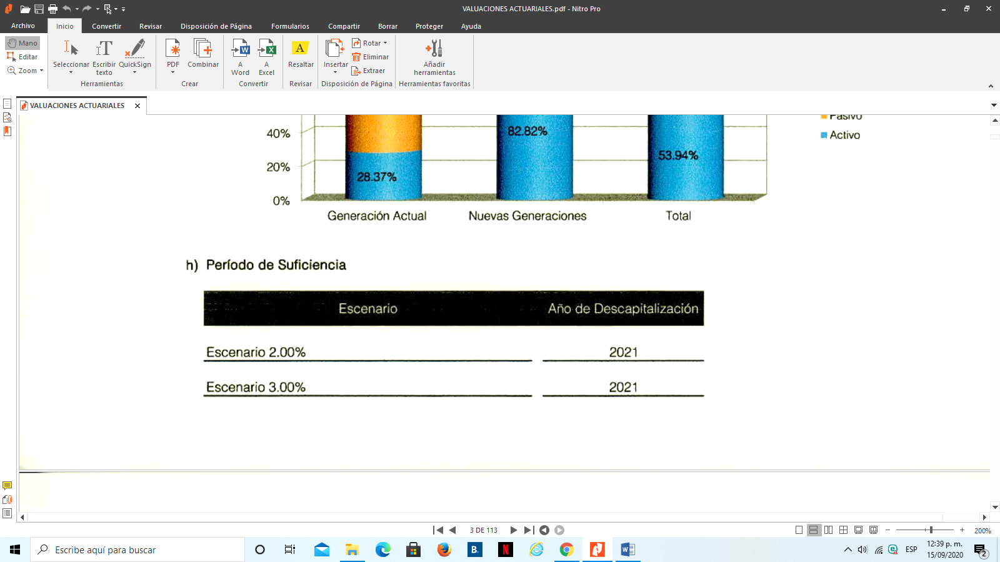 VALUACIONES ACTUARIALES.pdf - Nitro Pro
Archivo Inicio Convertir Revisar Disposición de Página Formularios Compartir Borrar Proteger Ayuda
Mano
Editar
Zoom
Seleccionar
Escribir texto
QuickSign
Herramientas
PDF
Combinar
Crear
A Word
A Excel
Convertir
Resaltar
Revisar
Insertar
Rotar
Eliminar
Extraer
Disposición de Página
Añadir herramientas
Herramientas favoritas
VALUACIONES ACTUARIALES
Pasivo
Activo
40%
20%
0%
82.82%
53.94%
28.37%
Generación Actual Nuevas Generaciones Total
h) Período de Suficiencia
Escenario Año de Descapitalización
Escenario 2.00% 2021
Escenario 3.00% 2021
3 DE 113
200%
Escribe aquí para buscar
B.
N
ESP
12:39 p. m.
15/09/2020
2